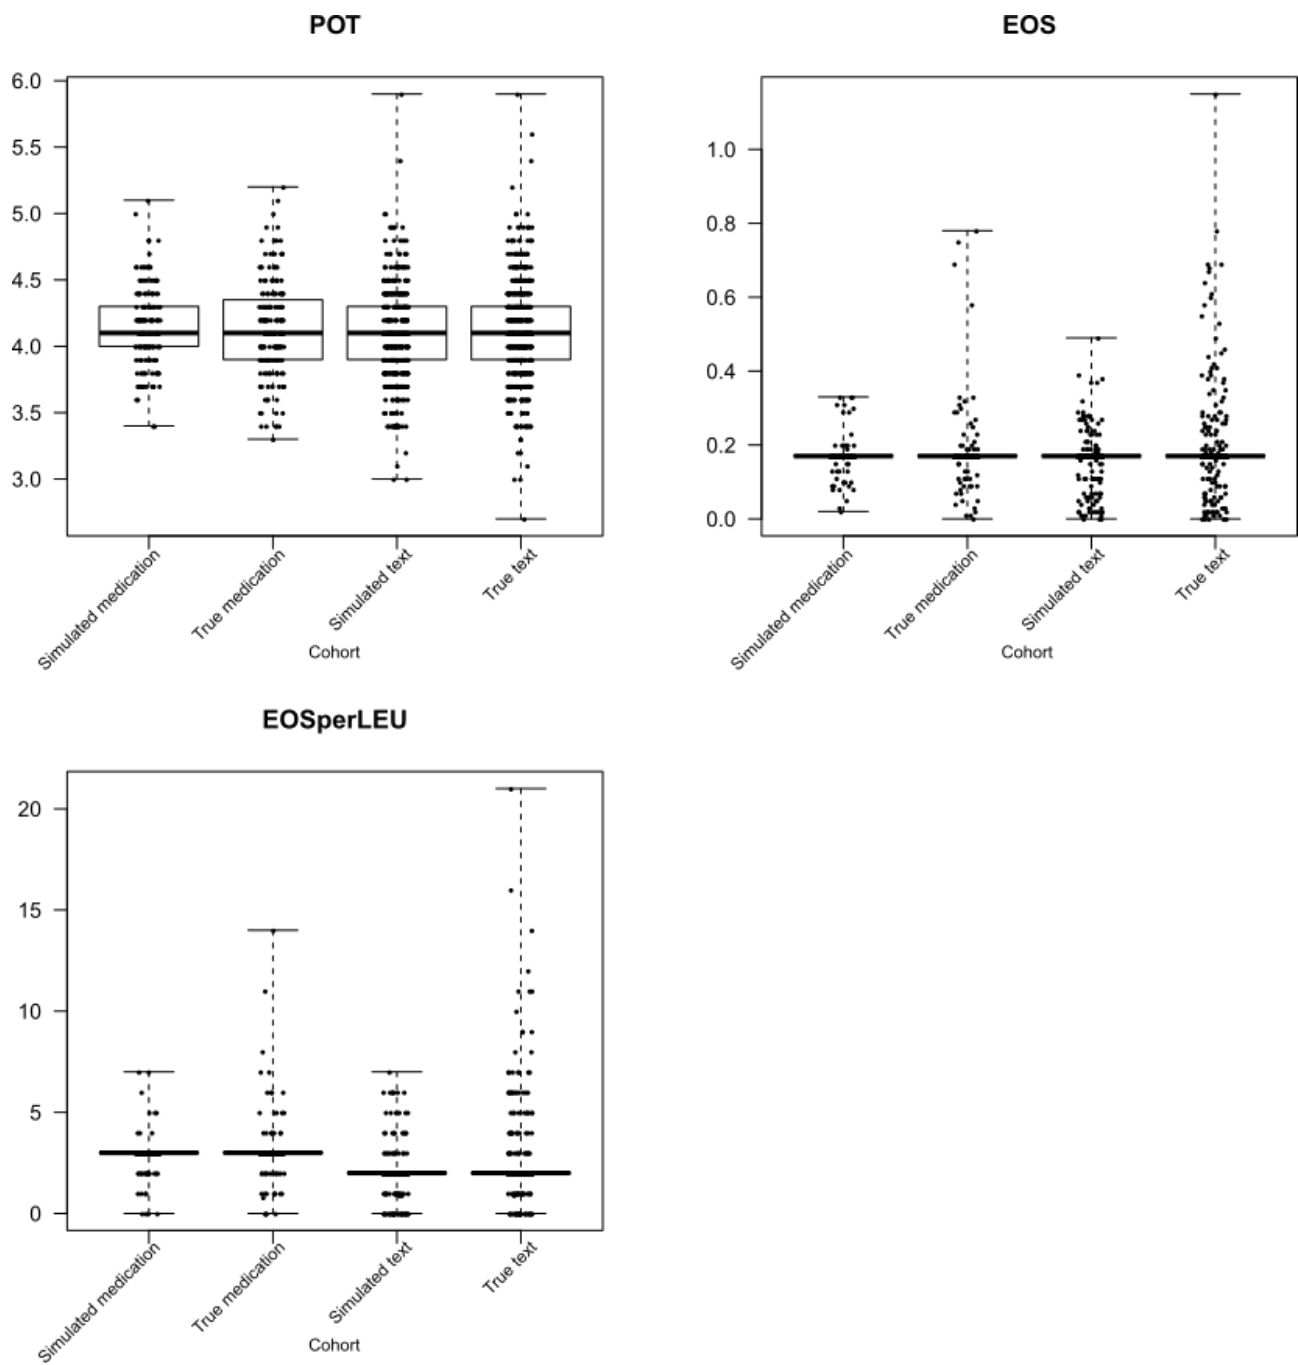 POT
6.0
5.5
5.0
4.5
4.0
3.5
3.0
Simulated medication
True medication
Simulated text
True text
Cohort
EOS
1.0
0.8
0.6
0.4
0.2
0.0
Simulated medication
True medication
Simulated text
True text
Cohort
EOSperLEU
20
15
10
5
0
Simulated medication
True medication
Simulated text
True text
Cohort